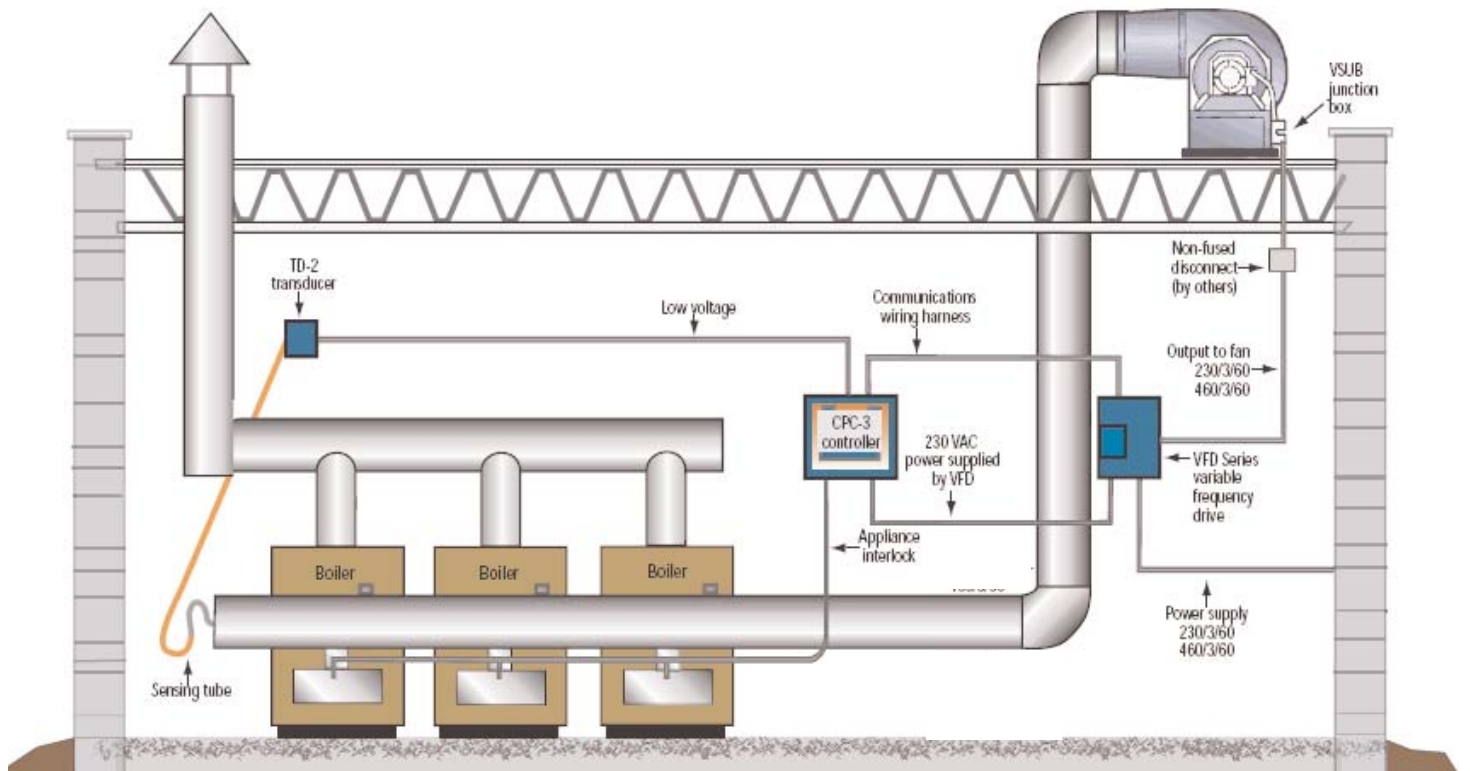 VSUB
junction
box
Non-fused
disconnect
(by others)
TD-2
transducer
Low voltage
Communications
wiring harness
Output to fan
230/3/60
460/3/60
CPC-3
controller
230 VAC
power supplied
by VFD
VFD Series
variable
frequency
drive
Appliance
interlock
Boiler
Boiler
Boiler
Power supply
230/3/60
460/3/60
Sensing tube